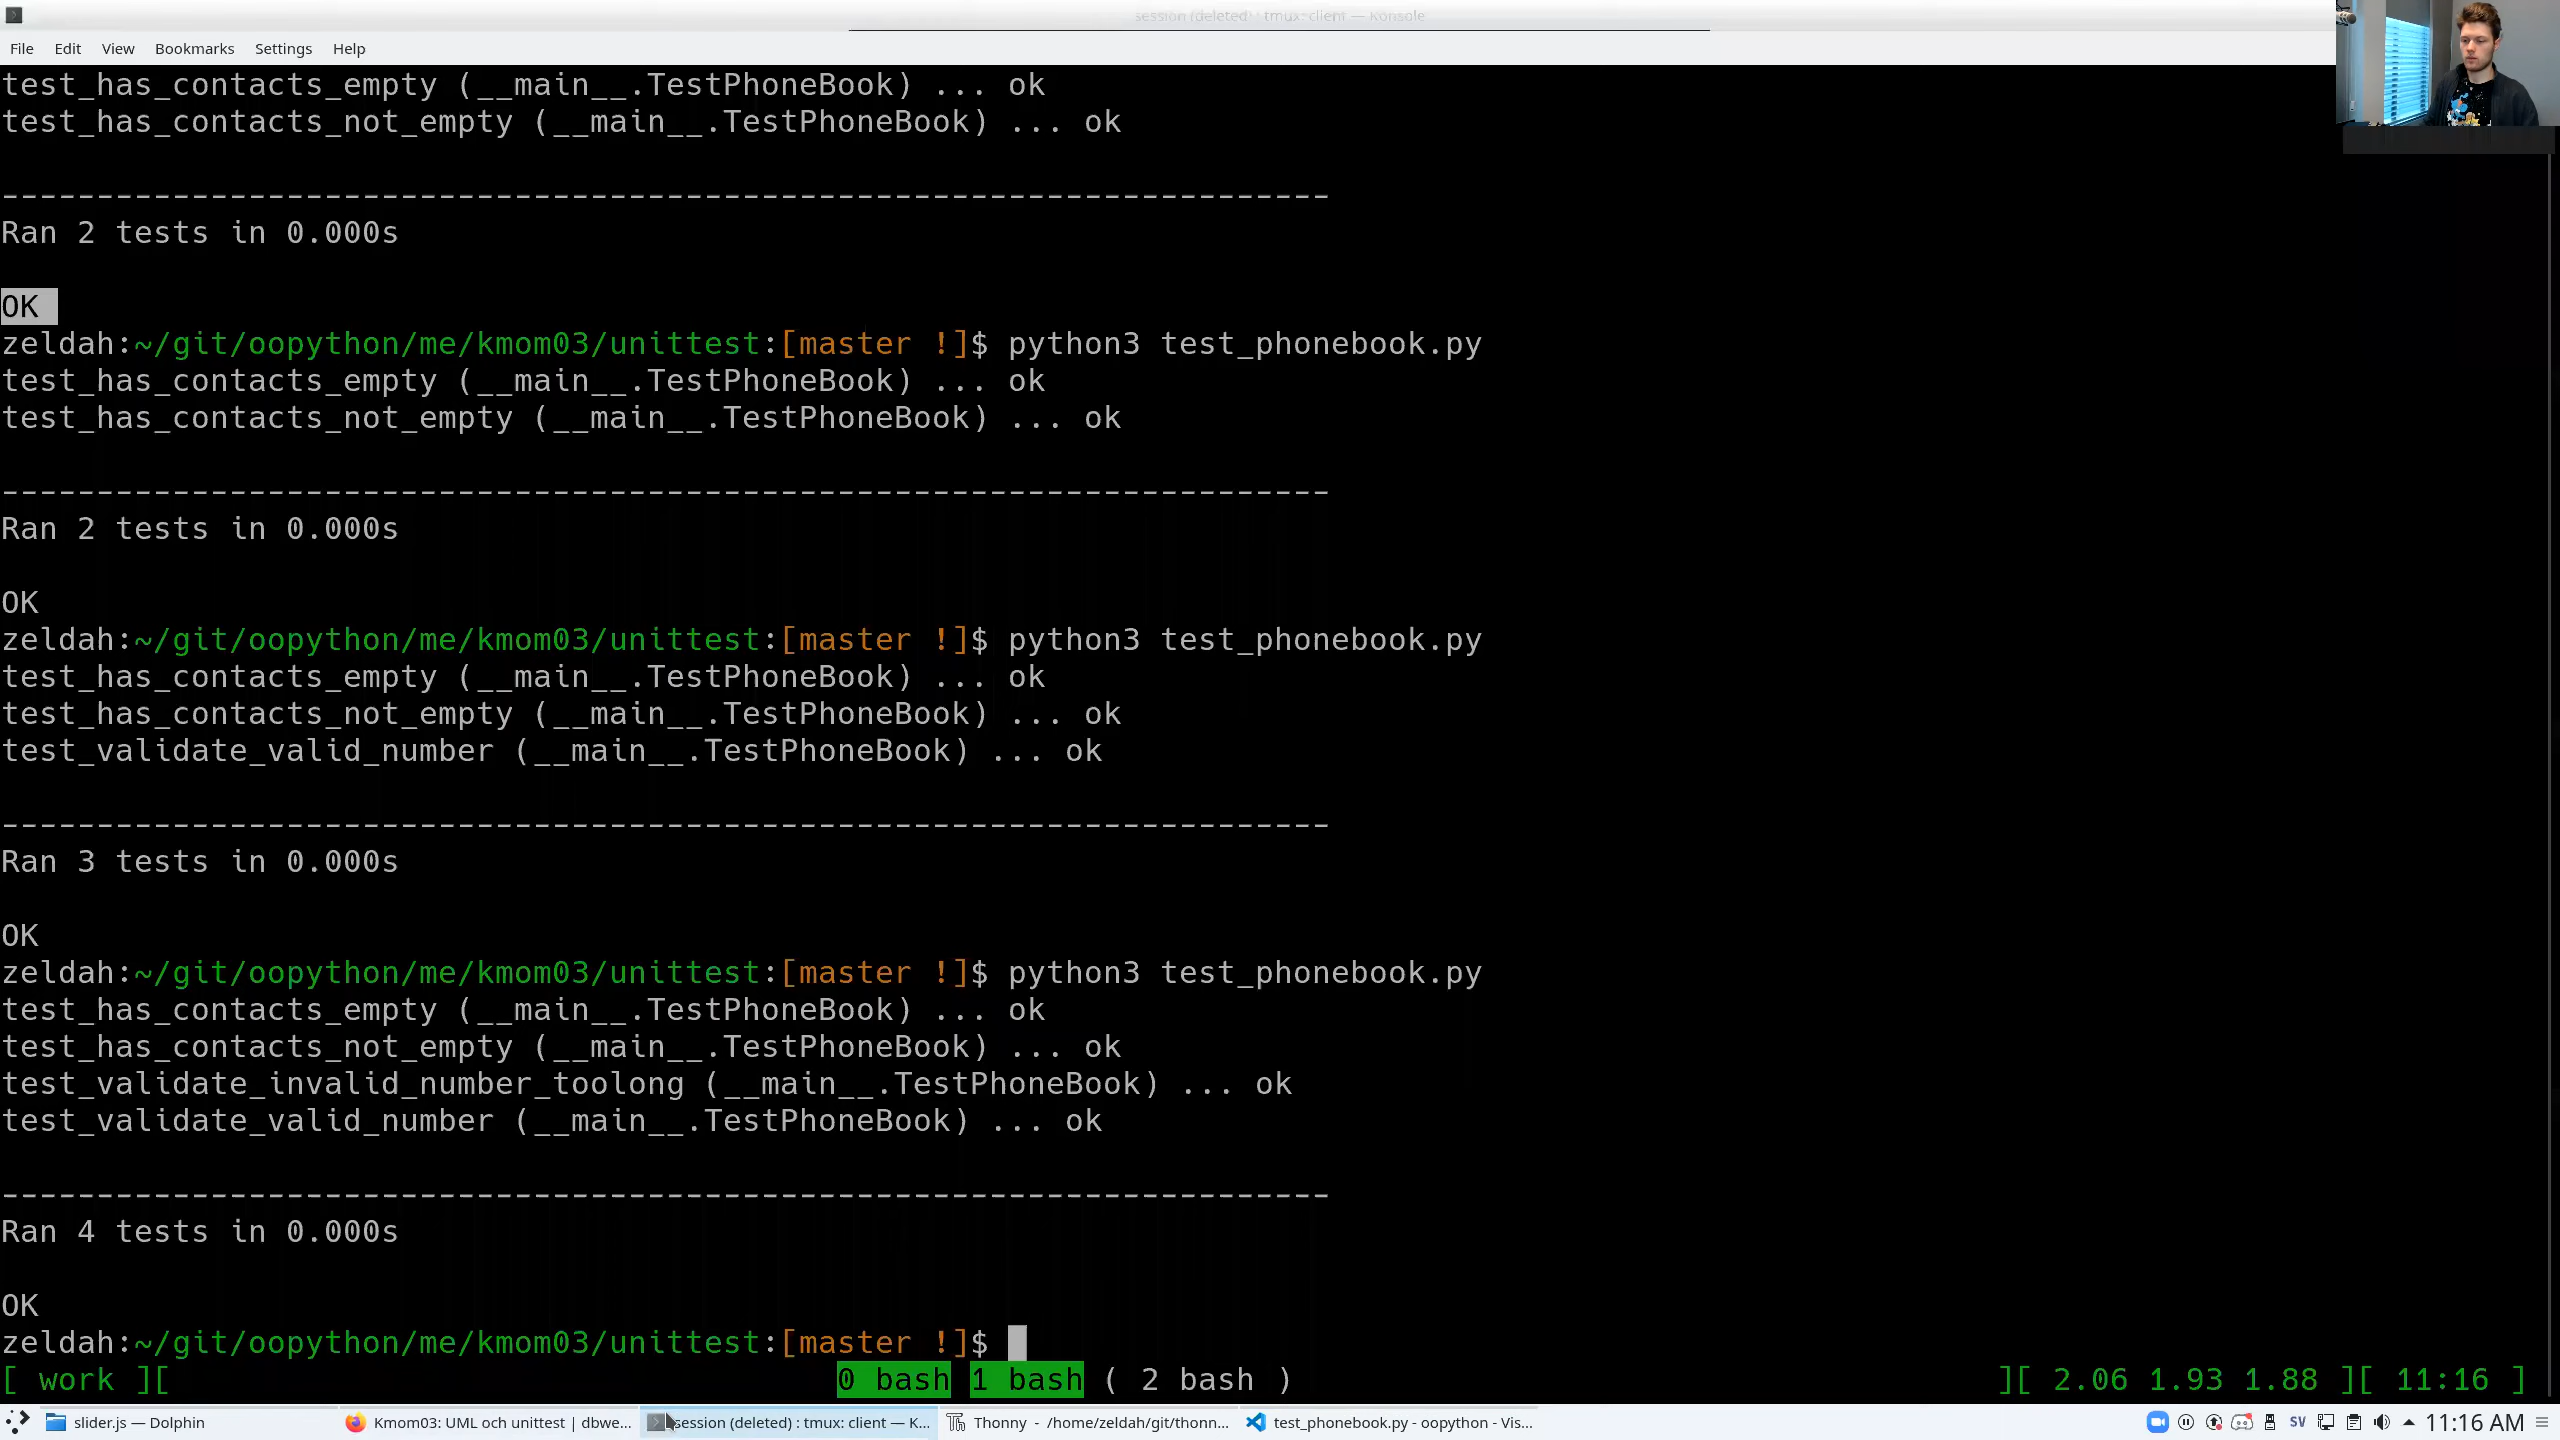 session (deleted) : tmux: client — Konsole
File Edit View Bookmarks Settings Help
test_has_contacts_empty (__main__.TestPhoneBook) ... ok
test_has_contacts_not_empty (__main__.TestPhoneBook) ... ok
----------------------------------------------------------------------
Ran 2 tests in 0.000s
OK
zeldah:~/git/oopython/me/kmom03/unittest:[master !]$ python3 test_phonebook.py
test_has_contacts_empty (__main__.TestPhoneBook) ... ok
test_has_contacts_not_empty (__main__.TestPhoneBook) ... ok
----------------------------------------------------------------------
Ran 2 tests in 0.000s
OK
zeldah:~/git/oopython/me/kmom03/unittest:[master !]$ python3 test_phonebook.py
test_has_contacts_empty (__main__.TestPhoneBook) ... ok
test_has_contacts_not_empty (__main__.TestPhoneBook) ... ok
test_validate_valid_number (__main__.TestPhoneBook) ... ok
----------------------------------------------------------------------
Ran 3 tests in 0.000s
OK
zeldah:~/git/oopython/me/kmom03/unittest:[master !]$ python3 test_phonebook.py
test_has_contacts_empty (__main__.TestPhoneBook) ... ok
test_has_contacts_not_empty (__main__.TestPhoneBook) ... ok
test_validate_invalid_number_toolong (__main__.TestPhoneBook) ... ok
test_validate_valid_number (__main__.TestPhoneBook) ... ok
----------------------------------------------------------------------
Ran 4 tests in 0.000s
OK
zeldah:~/git/oopython/me/kmom03/unittest:[master !]$
[ work ][ 0 bash 1 bash ( 2 bash ) ][ 2.06 1.93 1.88 ][ 11:16 ]
slider.js — Dolphin Kmom03: UML och unittest | dbwe... session (deleted) : tmux: client — K... Thonny - /home/zeldah/git/thonn... test_phonebook.py - oopython - Vis... SV 11:16 AM